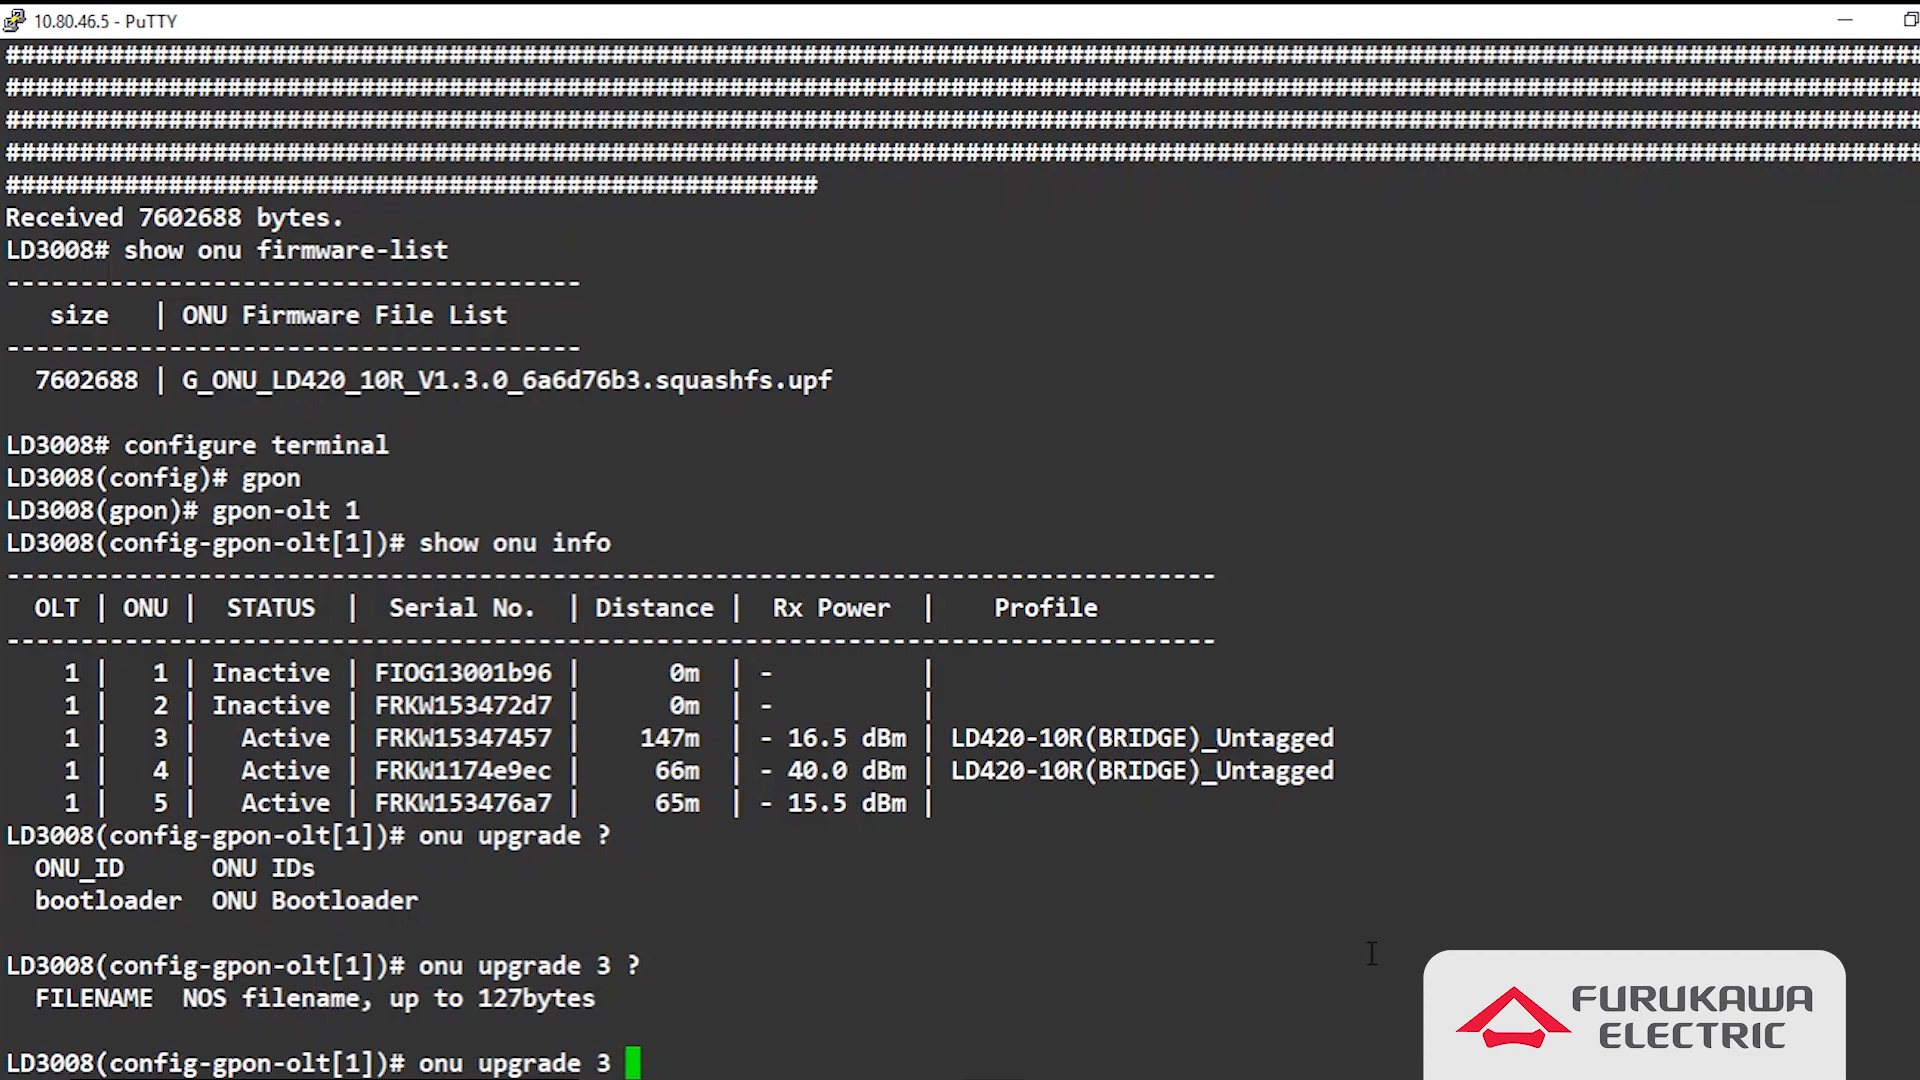 10.80.46.5 - PuTTY
####################################################################################################################################
####################################################################################################################################
####################################################################################################################################
####################################################################################################################################
#######################################################
Received 7602688 bytes.
LD3008# show onu firmware-list
---------------------------------------
size | ONU Firmware File List
---------------------------------------
7602688 | G_ONU_LD420_10R_V1.3.0_6a6d76b3.squashfs.upf
LD3008# configure terminal
LD3008(config)# gpon
LD3008(gpon)# gpon-olt 1
LD3008(config-gpon-olt[1])# show onu info
----------------------------------------------------------------------------------
OLT | ONU | STATUS | Serial No. | Distance | Rx Power | Profile
----------------------------------------------------------------------------------
1 | 1 | Inactive | FIOG13001b96 | 0m | - |
1 | 2 | Inactive | FRKW153472d7 | 0m | - |
1 | 3 | Active | FRKW15347457 | 147m | - 16.5 dBm | LD420-10R(BRIDGE)_Untagged
1 | 4 | Active | FRKW1174e9ec | 66m | - 40.0 dBm | LD420-10R(BRIDGE)_Untagged
1 | 5 | Active | FRKW153476a7 | 65m | - 15.5 dBm |
LD3008(config-gpon-olt[1])# onu upgrade ?
ONU_ID ONU IDs
bootloader ONU Bootloader
LD3008(config-gpon-olt[1])# onu upgrade 3 ?
FILENAME NOS filename, up to 127bytes
LD3008(config-gpon-olt[1])# onu upgrade 3
FURUKAWA
ELECTRIC